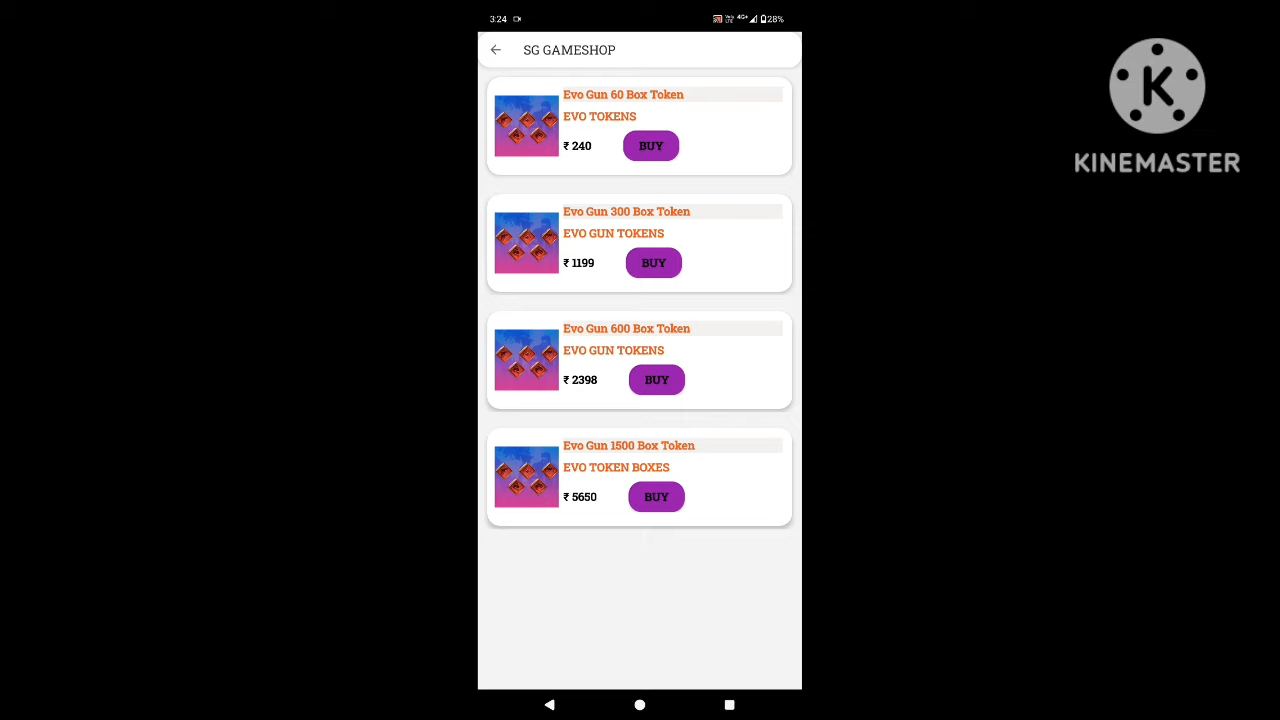 3:24
4G+ 28%
SG GAMESHOP
Evo Gun 60 Box Token
EVO TOKENS
₹ 240
BUY
Evo Gun 300 Box Token
EVO GUN TOKENS
₹ 1199
BUY
Evo Gun 600 Box Token
EVO GUN TOKENS
₹ 2398
BUY
Evo Gun 1500 Box Token
EVO TOKEN BOXES
₹ 5650
BUY
K
KINEMASTER